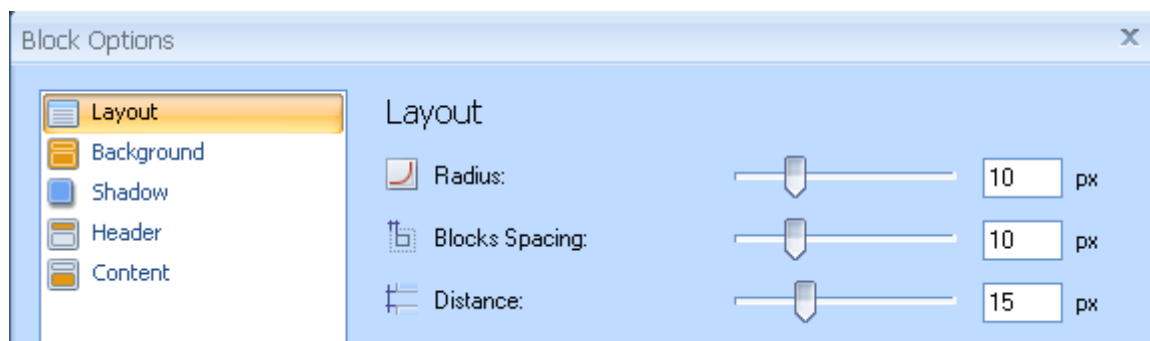 Block Options
Layout
Background
Shadow
Header
Content
Layout
Radius: 10 px
Blocks Spacing: 10 px
Distance: 15 px